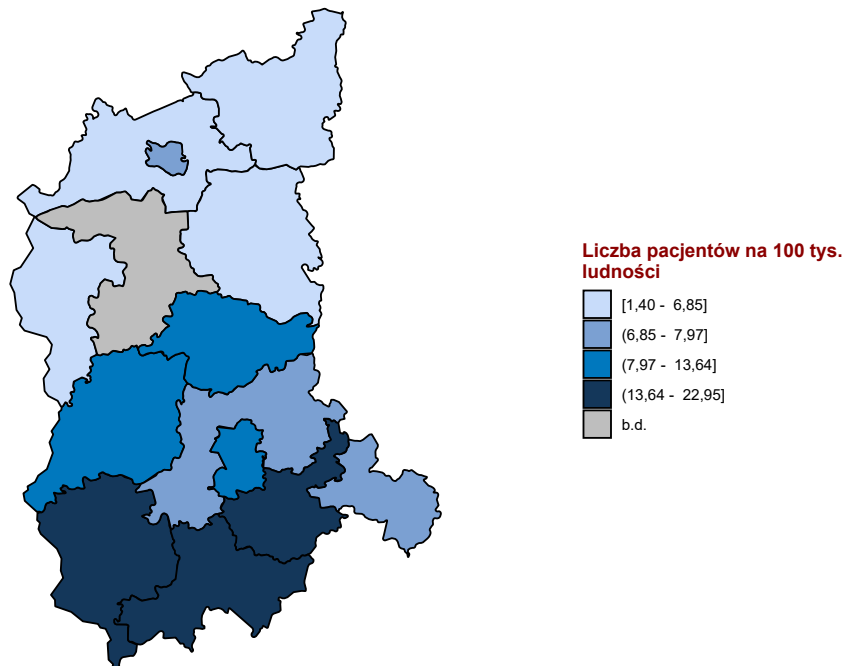 Liczba pacjentów na 100 tys.
ludności
[1,40 - 6,85]
(6,85 - 7,97]
(7,97 - 13,64]
(13,64 - 22,95]
b.d.